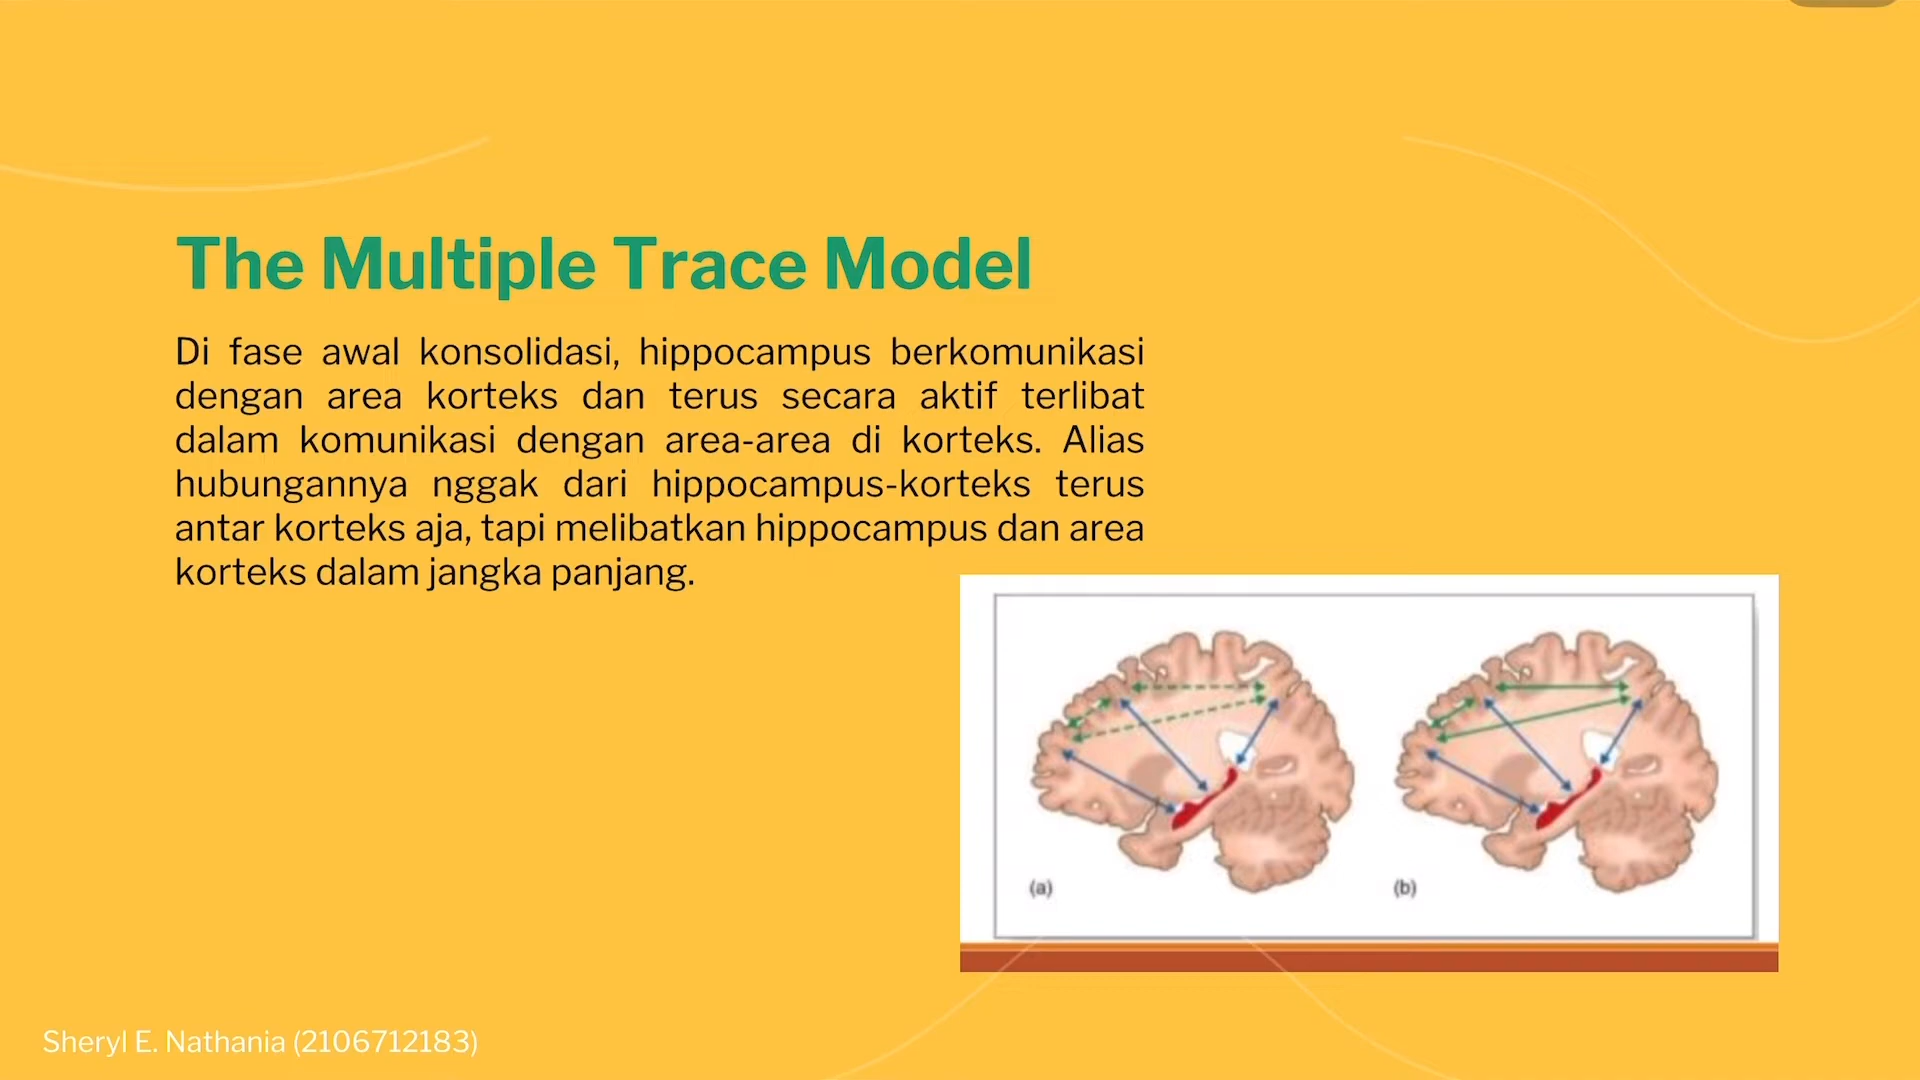 The Multiple Trace Model
Di fase awal konsolidasi, hippocampus berkomunikasi
dengan area korteks dan terus secara aktif terlibat
dalam komunikasi dengan area-area di korteks. Alias
hubungannya nggak dari hippocampus-korteks terus
antar korteks aja, tapi melibatkan hippocampus dan area
korteks dalam jangka panjang.
(a)
(b)
Sheryl E. Nathania (2106712183)